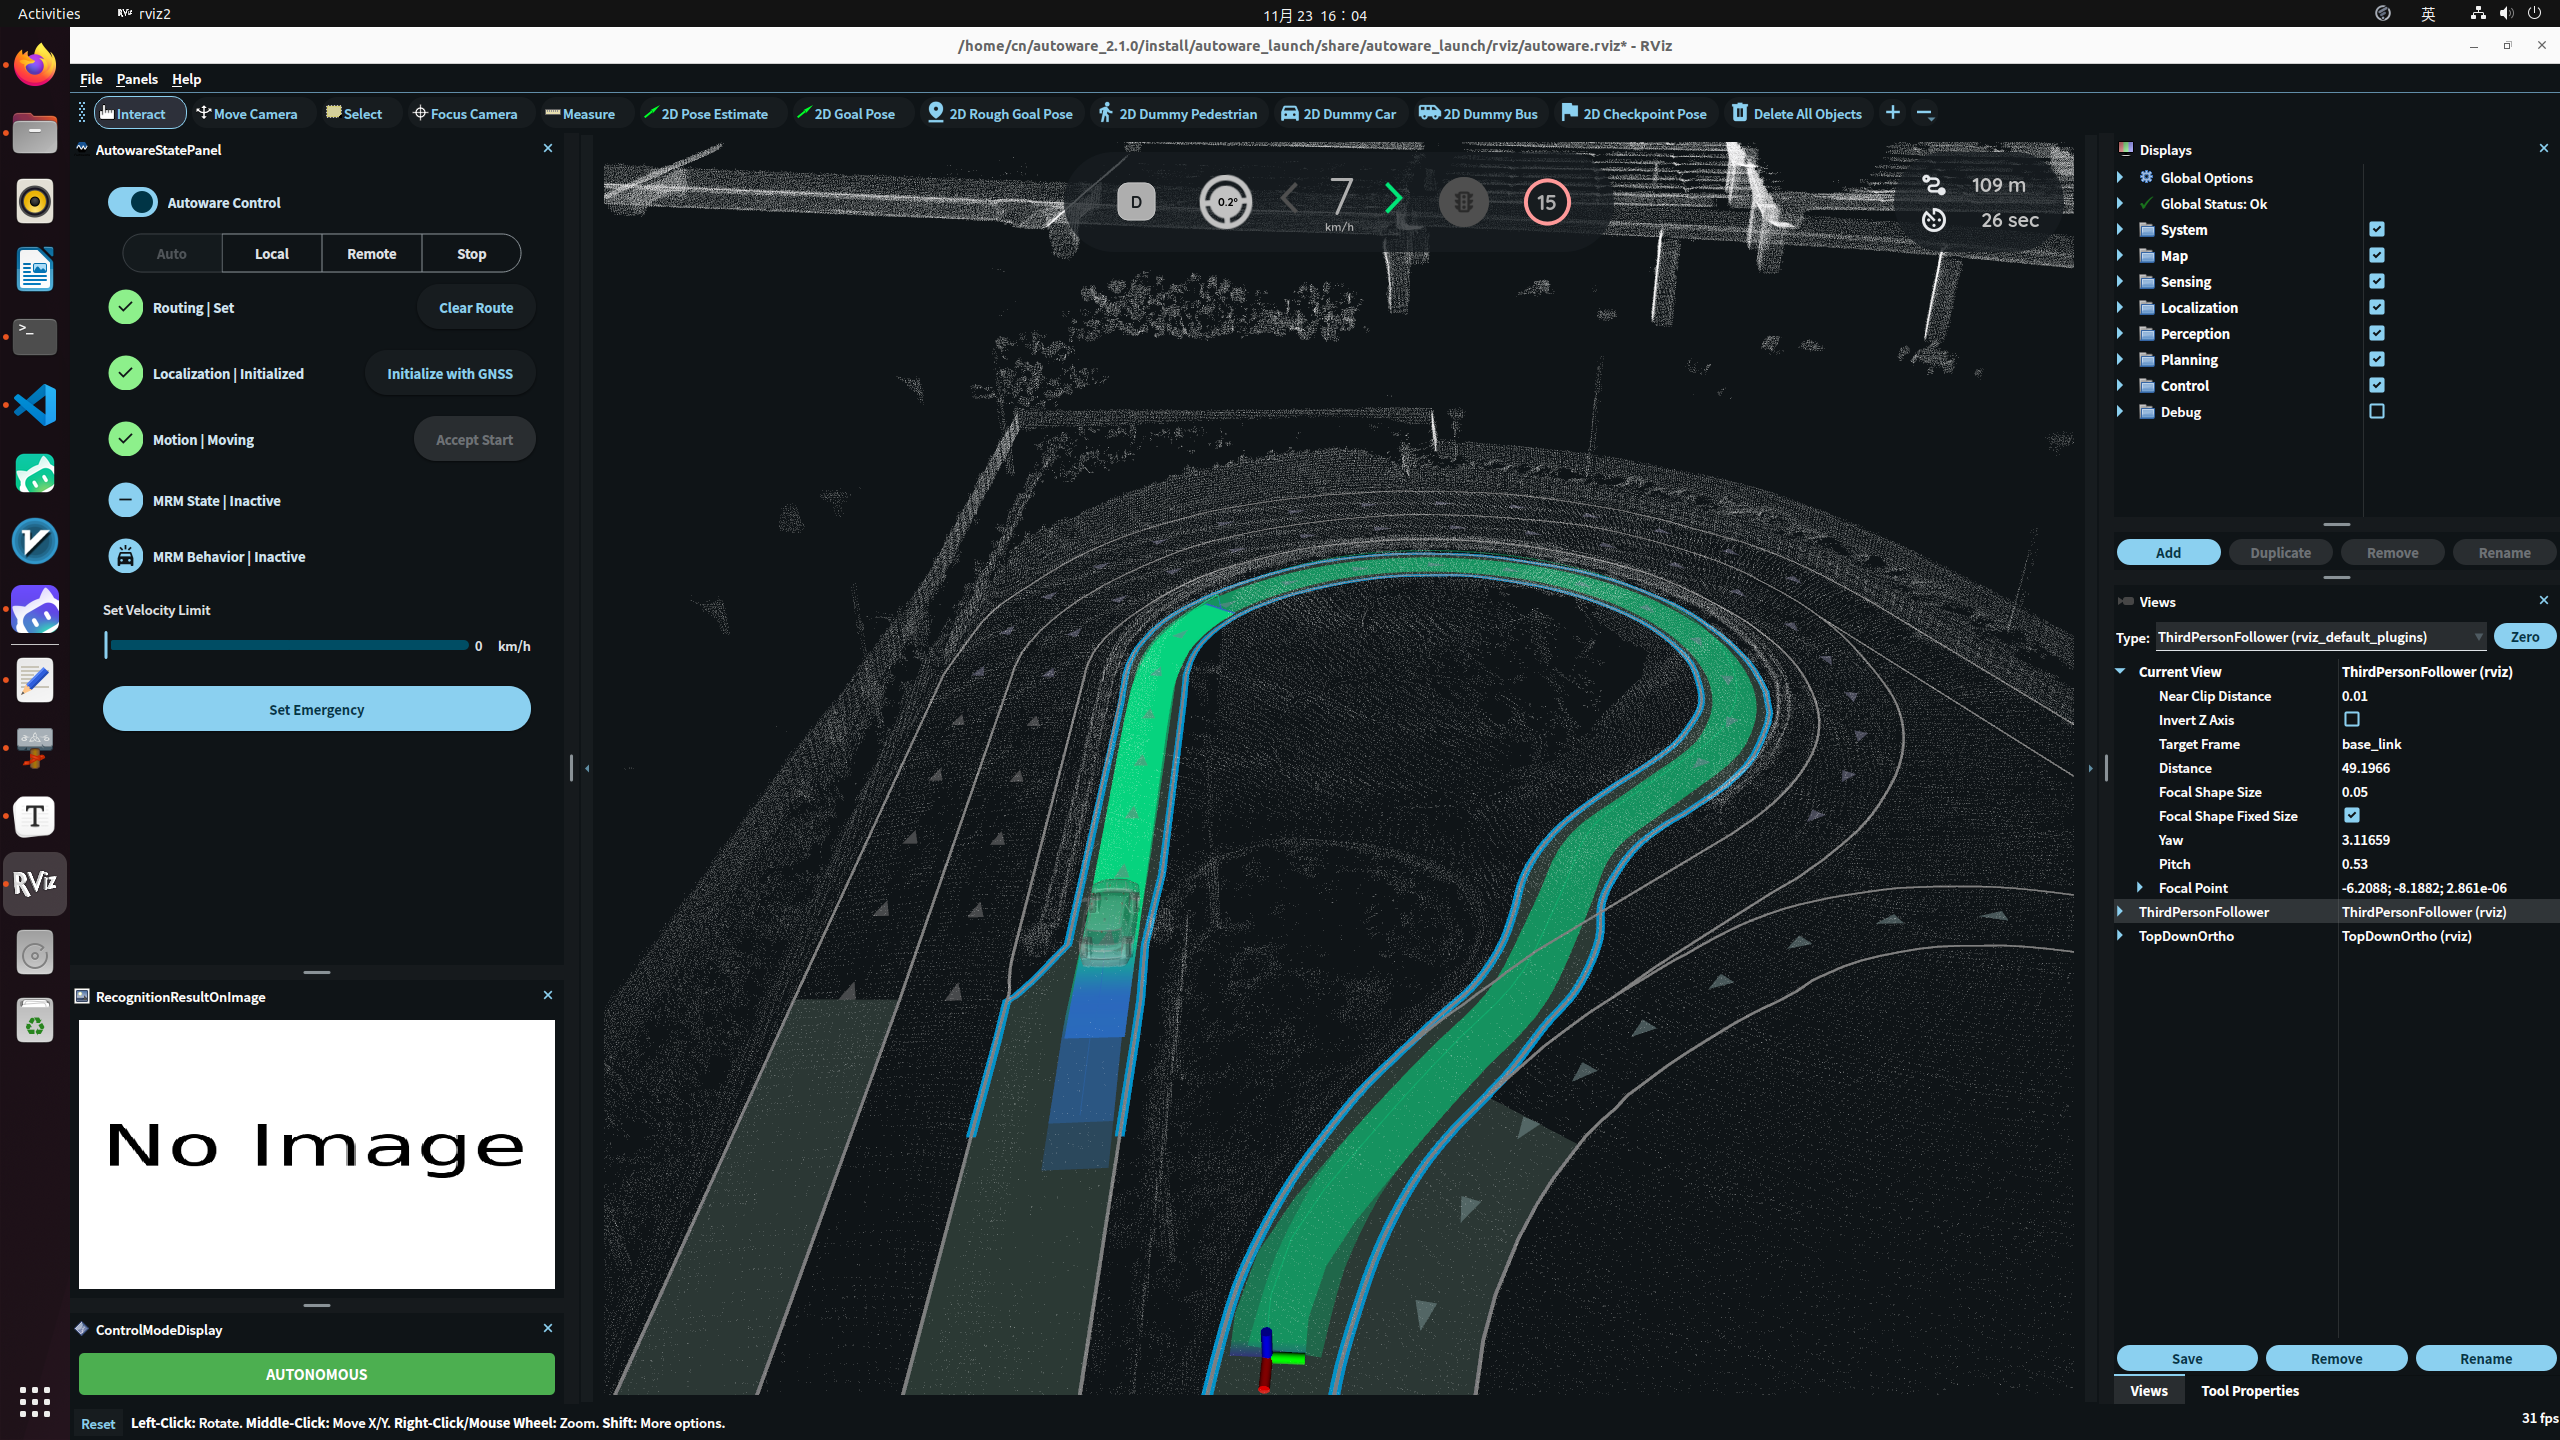 Activities
rviz2
11月 23 16：04
英
/home/cn/autoware_2.1.0/install/autoware_launch/share/autoware_launch/rviz/autoware.rviz* - RViz
File Panels Help
Interact Move Camera Select Focus Camera Measure 2D Pose Estimate 2D Goal Pose 2D Rough Goal Pose 2D Dummy Pedestrian 2D Dummy Car 2D Dummy Bus 2D Checkpoint Pose Delete All Objects
AutowareStatePanel
Autoware Control
Auto Local Remote Stop
Routing | Set Clear Route
Localization | Initialized Initialize with GNSS
Motion | Moving Accept Start
MRM State | Inactive
MRM Behavior | Inactive
Set Velocity Limit
0 km/h
Set Emergency
RecognitionResultOnImage
No Image
ControlModeDisplay
AUTONOMOUS
Reset Left-Click: Rotate. Middle-Click: Move X/Y. Right-Click/Mouse Wheel: Zoom. Shift: More options.
D
0.2°
7
km/h
15
109 m
26 sec
Displays
Global Options
Global Status: Ok
System
Map
Sensing
Localization
Perception
Planning
Control
Debug
Add Duplicate Remove Rename
Views
Type: ThirdPersonFollower (rviz_default_plugins) Zero
Current View ThirdPersonFollower (rviz)
Near Clip Distance 0.01
Invert Z Axis
Target Frame base_link
Distance 49.1966
Focal Shape Size 0.05
Focal Shape Fixed Size
Yaw 3.11659
Pitch 0.53
Focal Point -6.2088; -8.1882; 2.861e-06
ThirdPersonFollower ThirdPersonFollower (rviz)
TopDownOrtho TopDownOrtho (rviz)
Save Remove Rename
Views Tool Properties
31 fps
>_
T
RViz